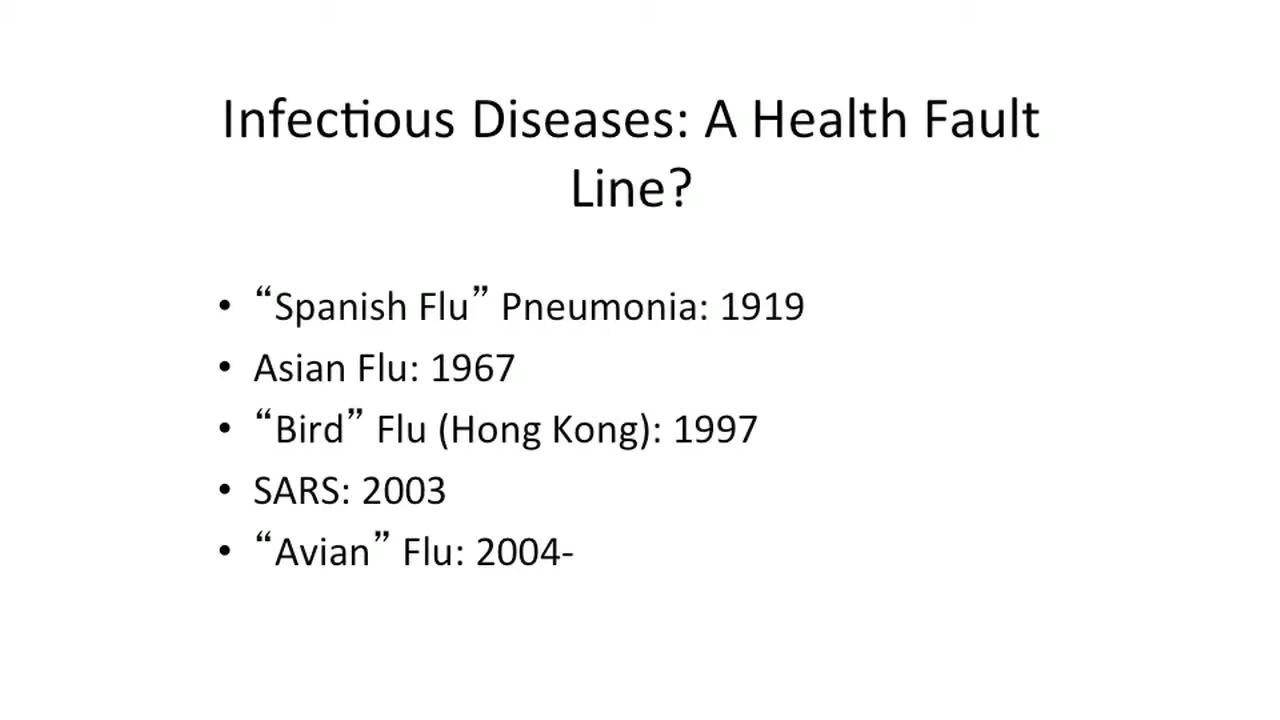 Infectious Diseases: A Health Fault
Line?
• “Spanish Flu” Pneumonia: 1919
• Asian Flu: 1967
• “Bird” Flu (Hong Kong): 1997
• SARS: 2003
• “Avian” Flu: 2004-